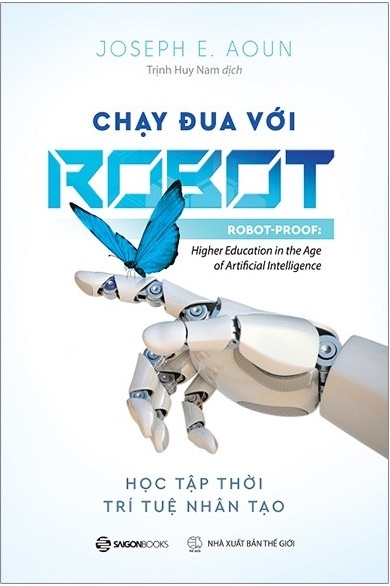 JOSEPH E. AOUN
Trịnh Huy Nam dịch
CHẠY ĐUA VỚI
ROBOT
ROBOT-PROOF:
Higher Education in the Age
of Artificial Intelligence
HỌC TẬP THỜI
TRÍ TUỆ NHÂN TẠO
SAIGONBOOKS
NHÀ XUẤT BẢN THẾ GIỚI